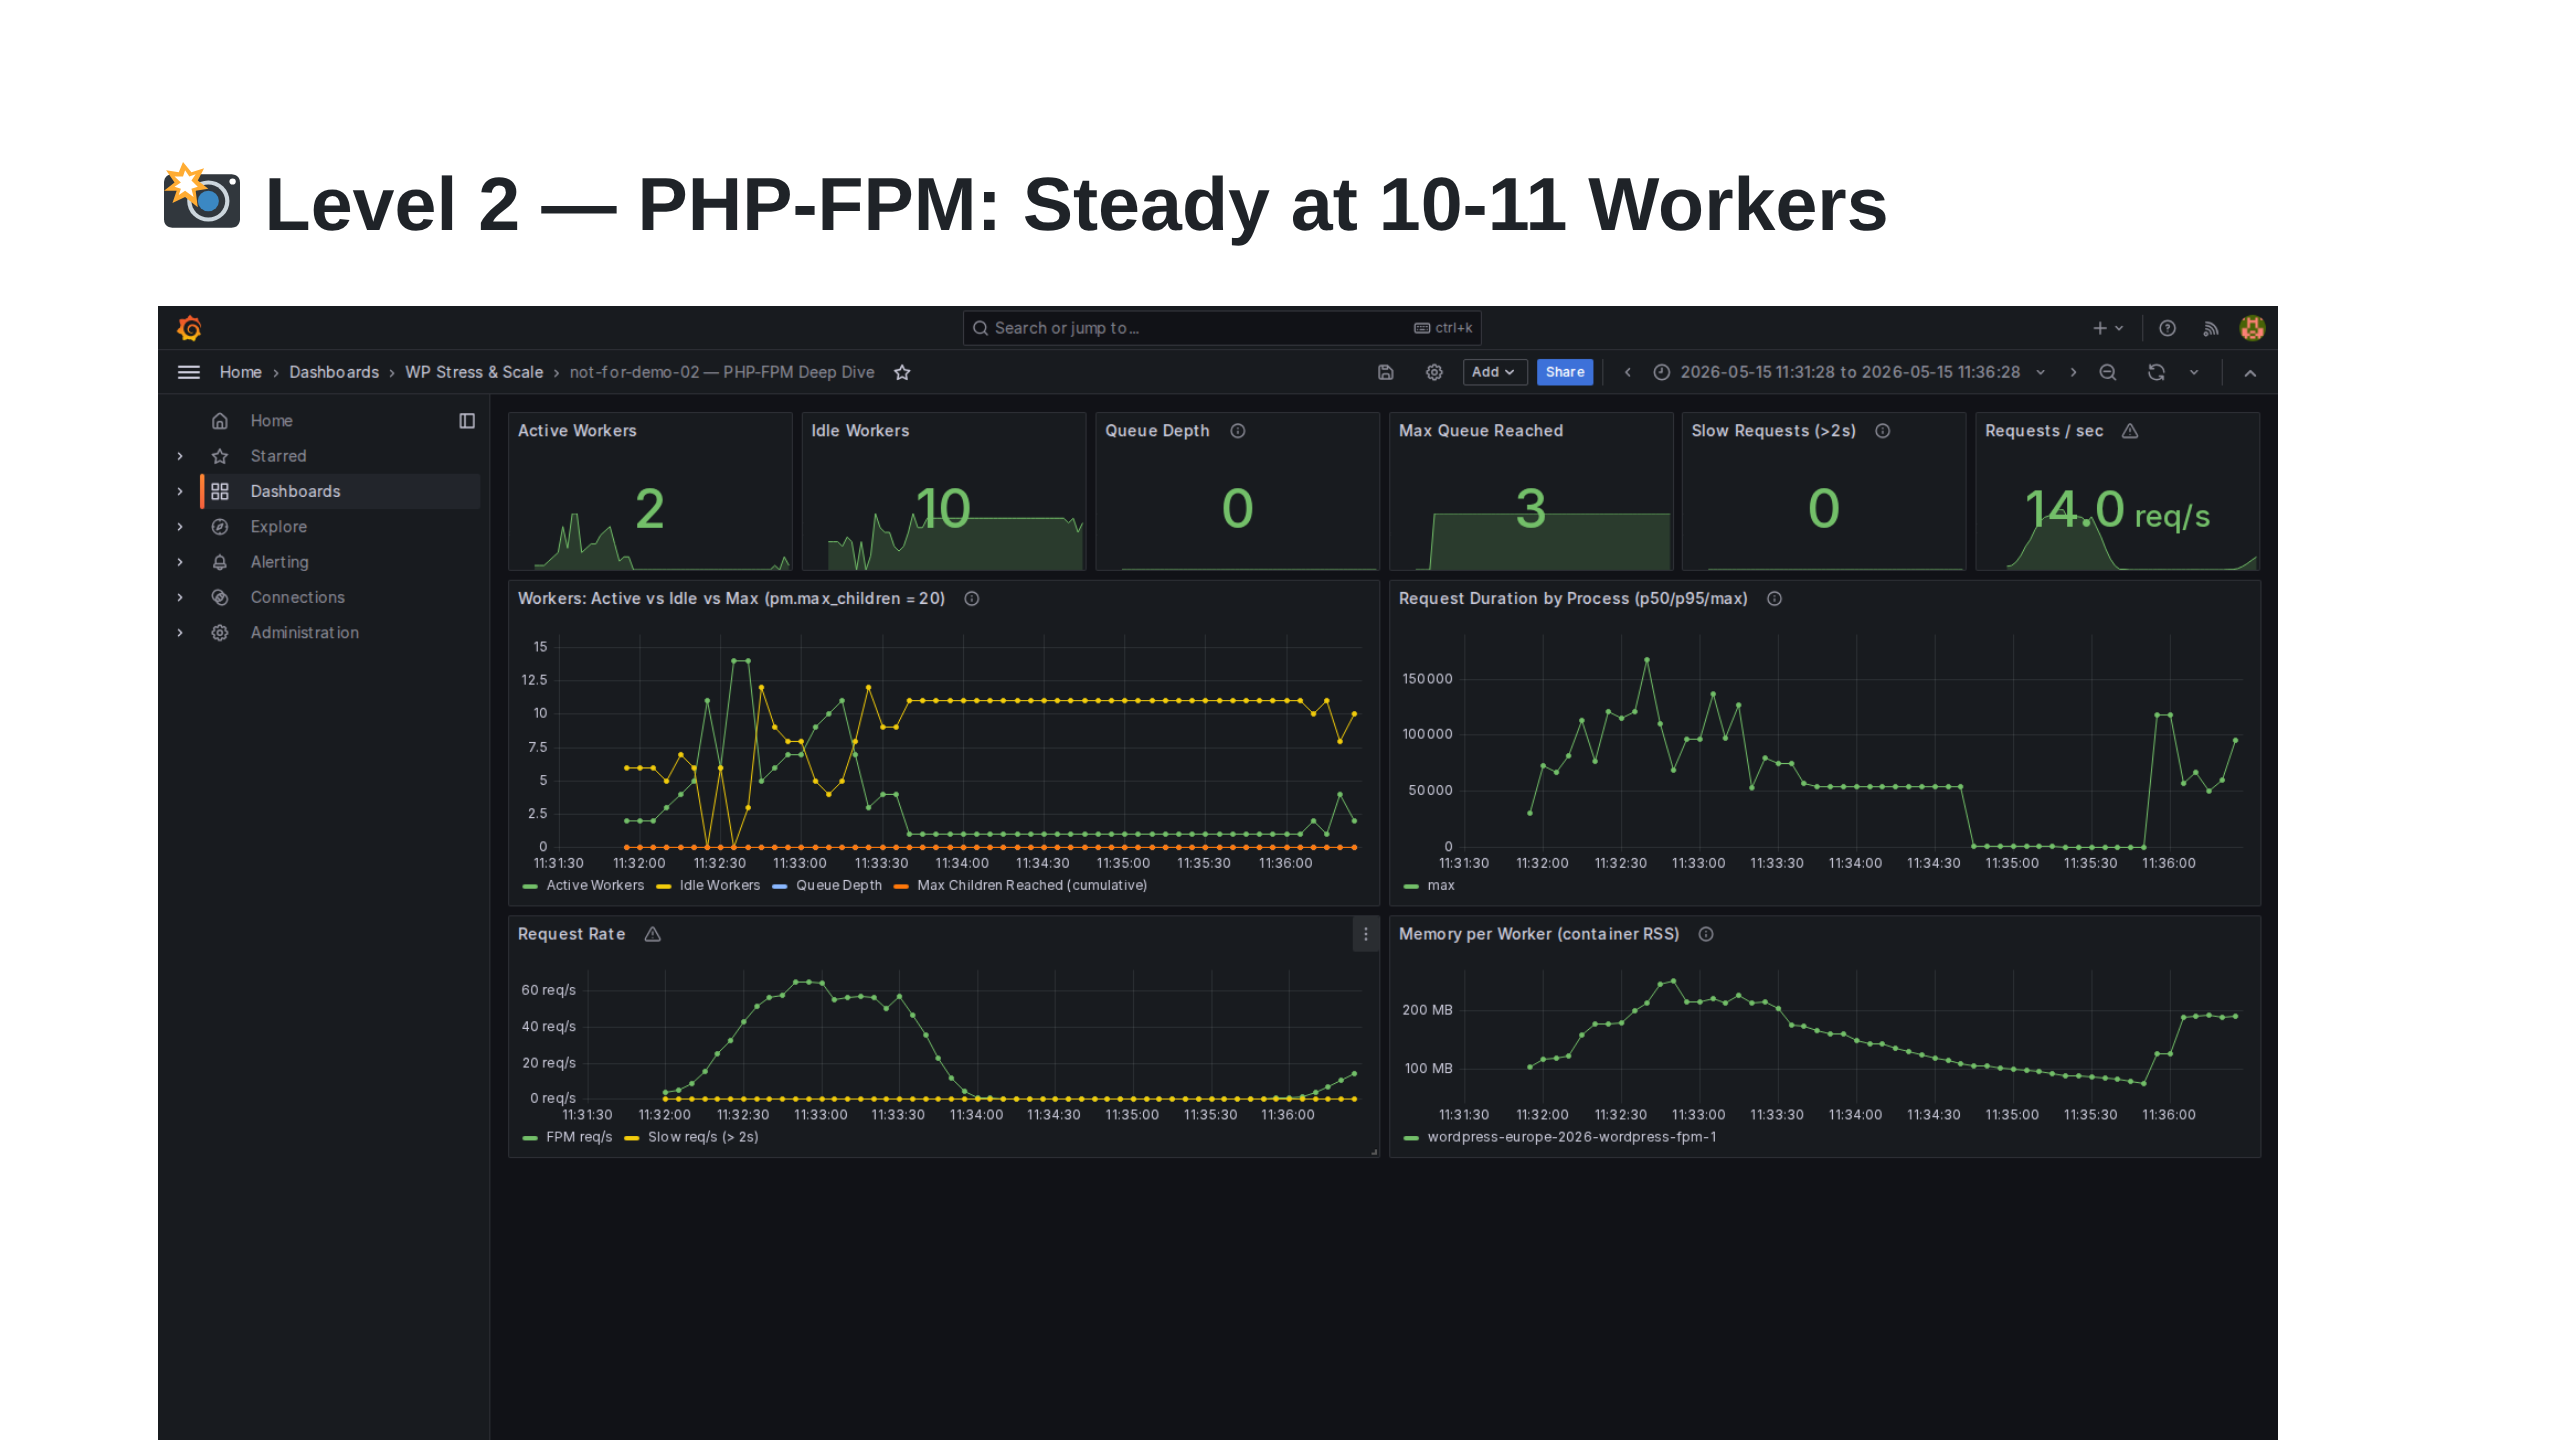 Level 2 — PHP-FPM: Steady at 10-11 Workers
Search or jump to...
ctrl+k
Home › Dashboards › WP Stress & Scale › not-for-demo-02 — PHP-FPM Deep Dive
Add
Share
2026-05-15 11:31:28 to 2026-05-15 11:36:28
Home
Starred
Dashboards
Explore
Alerting
Connections
Administration
Active Workers
2
Idle Workers
10
Queue Depth
0
Max Queue Reached
3
Slow Requests (>2s)
0
Requests / sec
14.0 req/s
Workers: Active vs Idle vs Max (pm.max_children = 20)
15
12.5
10
7.5
5
2.5
0
11:31:30 11:32:00 11:32:30 11:33:00 11:33:30 11:34:00 11:34:30 11:35:00 11:35:30 11:36:00
Active Workers Idle Workers Queue Depth Max Children Reached (cumulative)
Request Duration by Process (p50/p95/max)
150000
100000
50000
0
11:31:30 11:32:00 11:32:30 11:33:00 11:33:30 11:34:00 11:34:30 11:35:00 11:35:30 11:36:00
max
Request Rate
60 req/s
40 req/s
20 req/s
0 req/s
11:31:30 11:32:00 11:32:30 11:33:00 11:33:30 11:34:00 11:34:30 11:35:00 11:35:30 11:36:00
FPM req/s Slow req/s (> 2s)
Memory per Worker (container RSS)
200 MB
100 MB
11:31:30 11:32:00 11:32:30 11:33:00 11:33:30 11:34:00 11:34:30 11:35:00 11:35:30 11:36:00
wordpress-europe-2026-wordpress-fpm-1